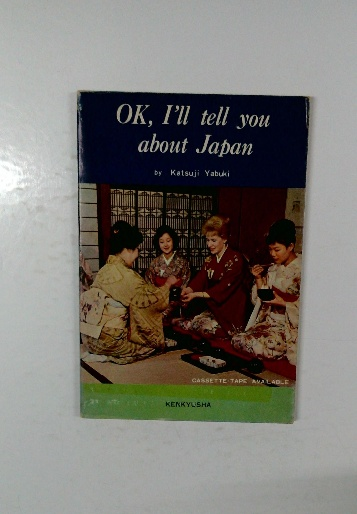 OK, I'll tell you
about Japan
by Katsuji Yabuki
CASSETTE TAPE AVAILABLE
KENKYUSHA